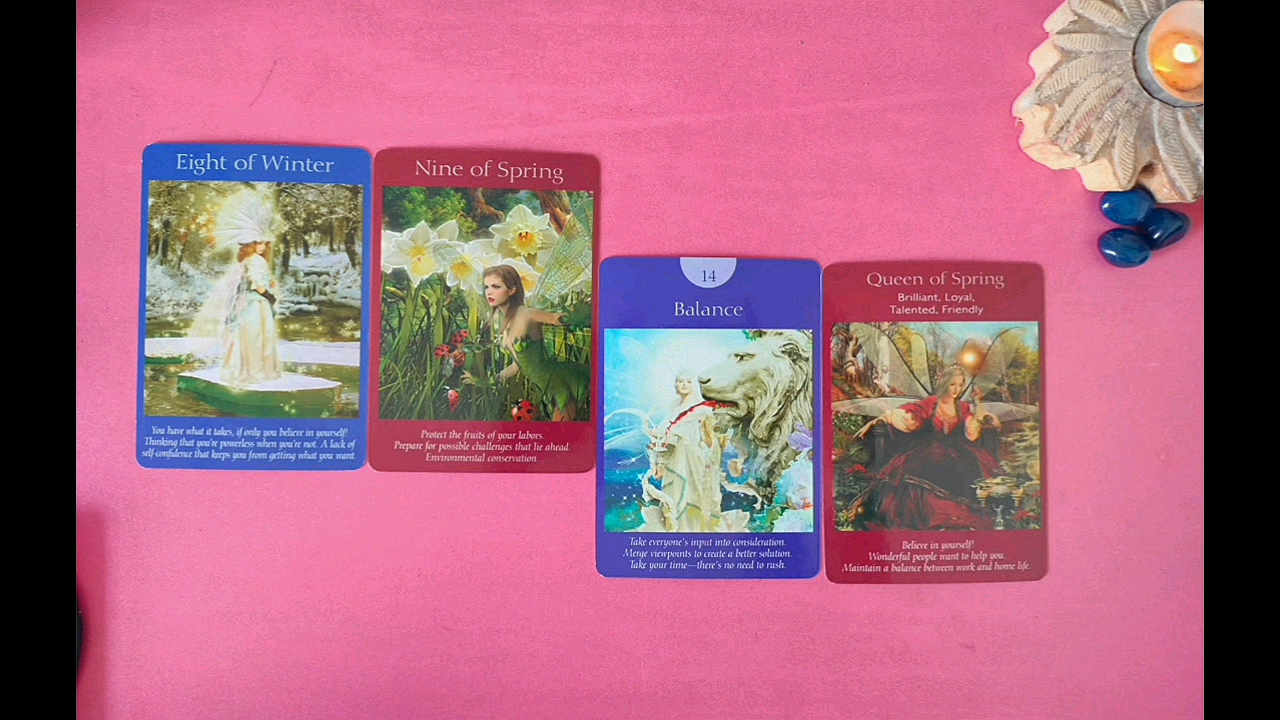 Eight of Winter
You have what it takes, if only you believe in yourself!
Thinking that you're powerless when you're not. A lack of
self-confidence that keeps you from getting what you want.
Nine of Spring
Protect the fruits of your labors.
Prepare for possible challenges that lie ahead.
Environmental conservation.
14
Balance
Take everyone's input into consideration.
Merge viewpoints to create a better solution.
Take your time—there's no need to rush.
Queen of Spring
Brilliant, Loyal,
Talented, Friendly
Believe in yourself!
Wonderful people want to help you.
Maintain a balance between work and home life.